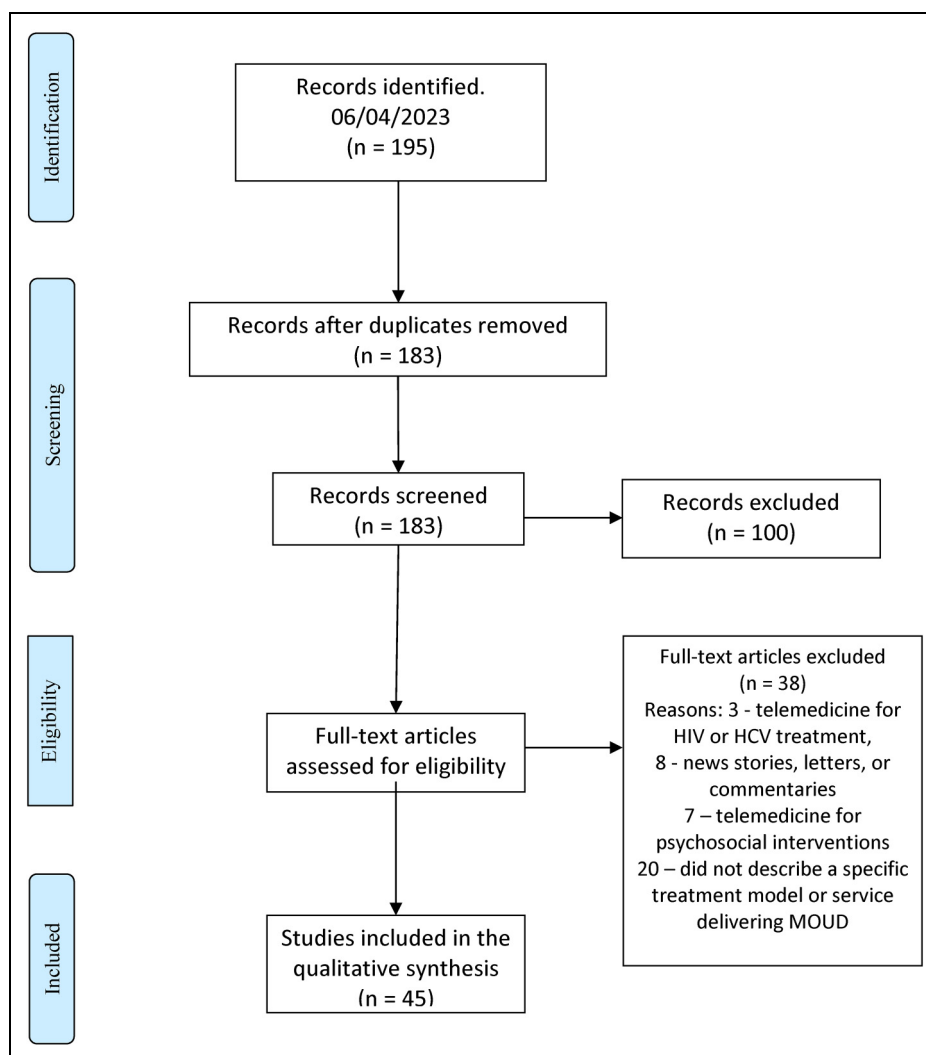 Identification
Records identified.
06/04/2023
(n = 195)
Screening
Records after duplicates removed
(n = 183)
Records screened
(n = 183)
Records excluded
(n = 100)
Eligibility
Full-text articles
assessed for eligibility
Full-text articles excluded
(n = 38)
Reasons: 3 - telemedicine for
HIV or HCV treatment,
8 - news stories, letters, or
commentaries
7 – telemedicine for
psychosocial interventions
20 – did not describe a specific
treatment model or service
delivering MOUD
Included
Studies included in the
qualitative synthesis
(n = 45)